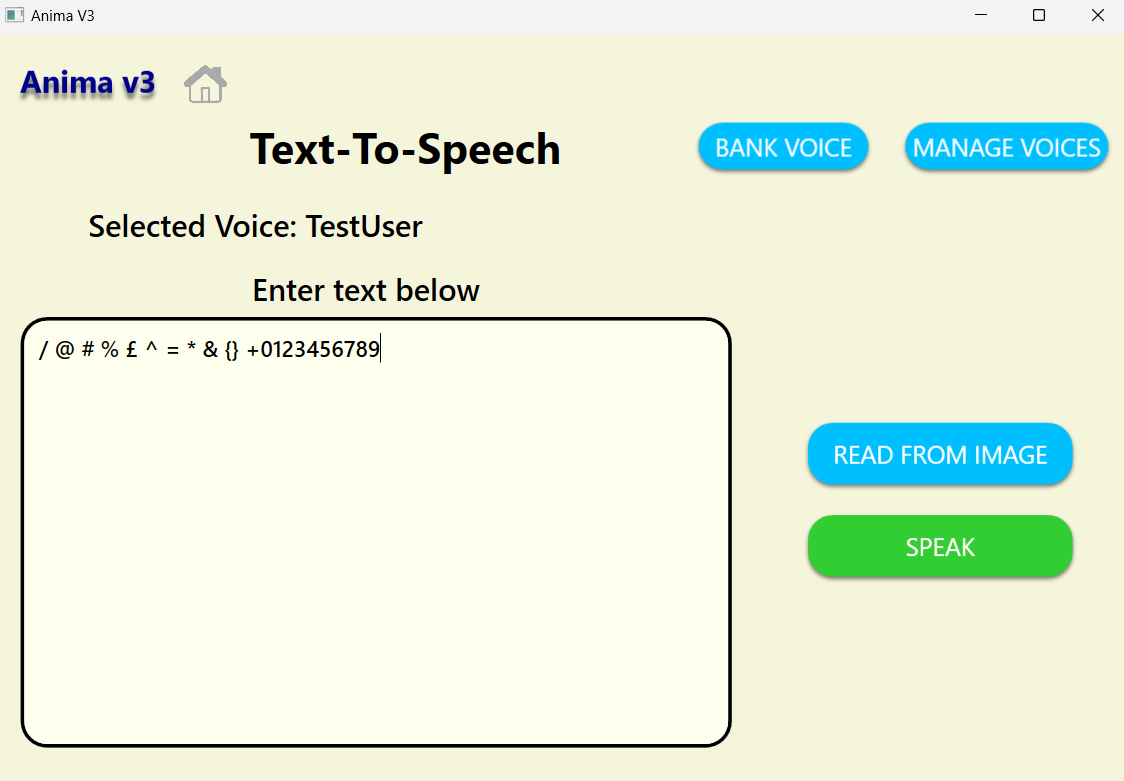 Anima V3
Anima v3
Text-To-Speech
BANK VOICE
MANAGE VOICES
Selected Voice: TestUser
Enter text below
/ @ # % £ ^ = * & {} +0123456789
READ FROM IMAGE
SPEAK